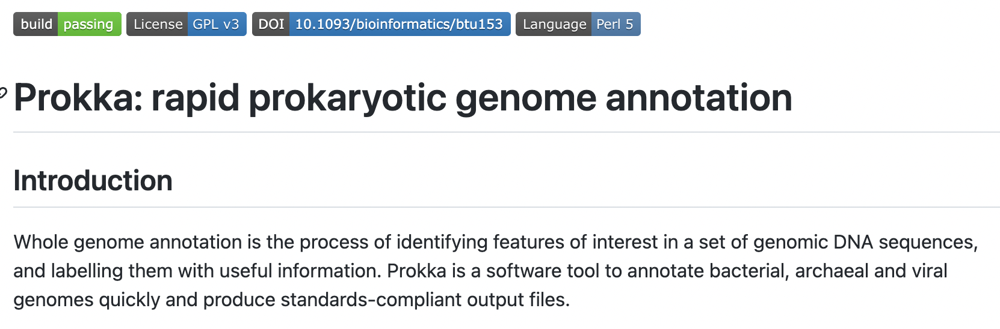 build passing License GPL v3 DOI 10.1093/bioinformatics/btu153 Language Perl 5
Prokka: rapid prokaryotic genome annotation
Introduction
Whole genome annotation is the process of identifying features of interest in a set of genomic DNA sequences,
and labelling them with useful information. Prokka is a software tool to annotate bacterial, archaeal and viral
genomes quickly and produce standards-compliant output files.